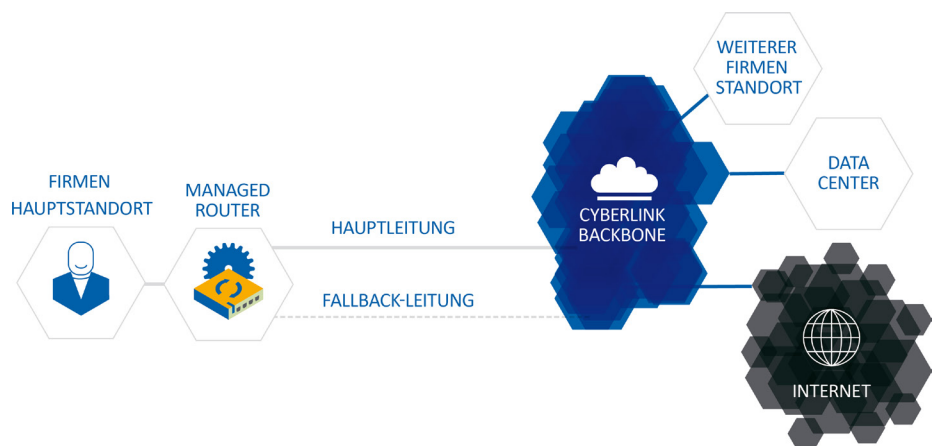 WEITERER
FIRMEN
STANDORT
FIRMEN
HAUPTSTANDORT
MANAGED
ROUTER
HAUPTLEITUNG
FALLBACK-LEITUNG
CYBERLINK
BACKBONE
DATA
CENTER
INTERNET